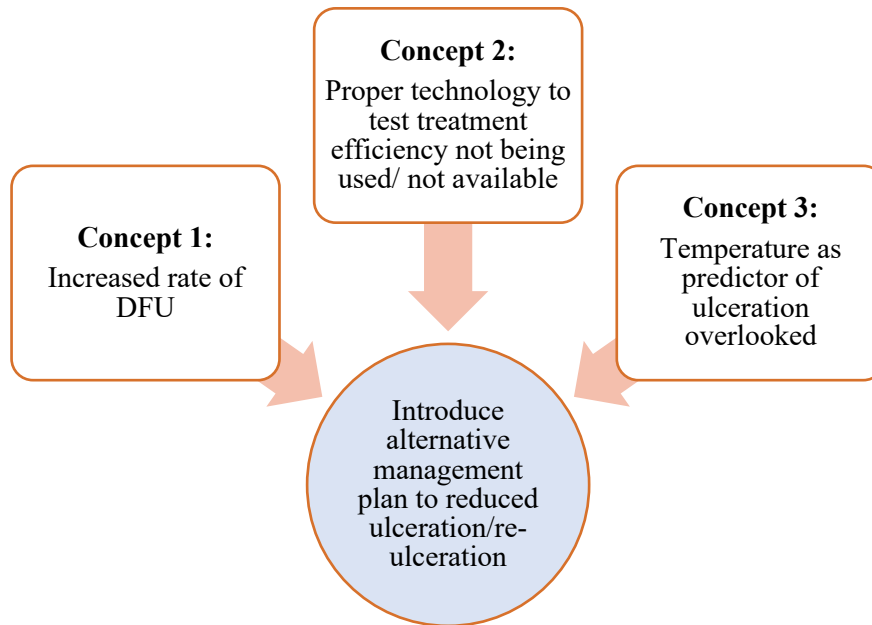 Concept 1:
Increased rate of
DFU
Concept 2:
Proper technology to
test treatment
efficiency not being
used/ not available
Concept 3:
Temperature as
predictor of
ulceration
overlooked
Introduce
alternative
management
plan to reduced
ulceration/re-
ulceration